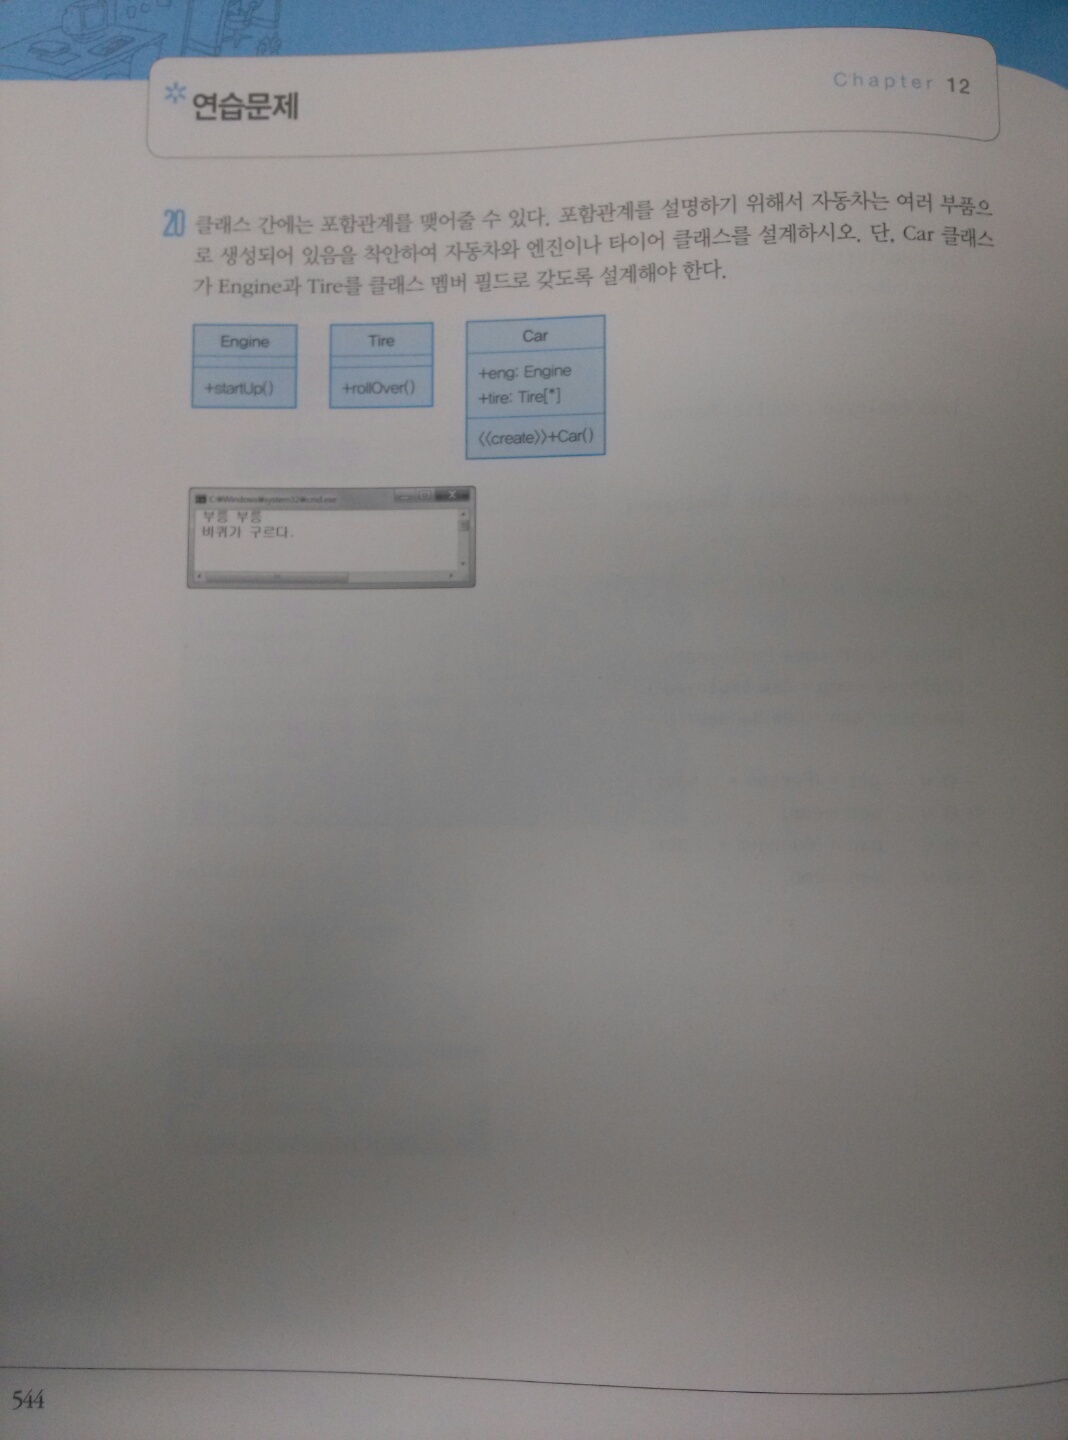 Chapter 12
연습문제
20 클래스 간에는 포함관계를 맺어줄 수 있다. 포함관계를 설명하기 위해서 자동차는 여러 부품으
로 생성되어 있음을 착안하여 자동차와 엔진이나 타이어 클래스를 설계하시오. 단, Car 클래스
가 Engine과 Tire를 클래스 멤버 필드로 갖도록 설계해야 한다.
Engine
+startUp()
Tire
+rollOver()
Car
+eng: Engine
+tire: Tire[*]
《create》+Car()
C:₩Windows₩system32₩cmd.exe
부릉 부릉
바퀴가 구르다.
544